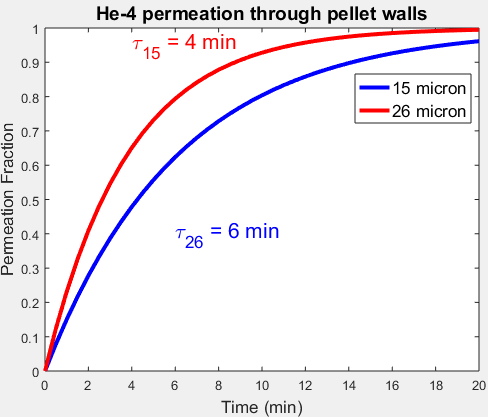 He-4 permeation through pellet walls
τ15 = 4 min
15 micron
26 micron
τ26 = 6 min
Permeation Fraction
1
0.9
0.8
0.7
0.6
0.5
0.4
0.3
0.2
0.1
0
0 2 4 6 8 10 12 14 16 18 20
Time (min)